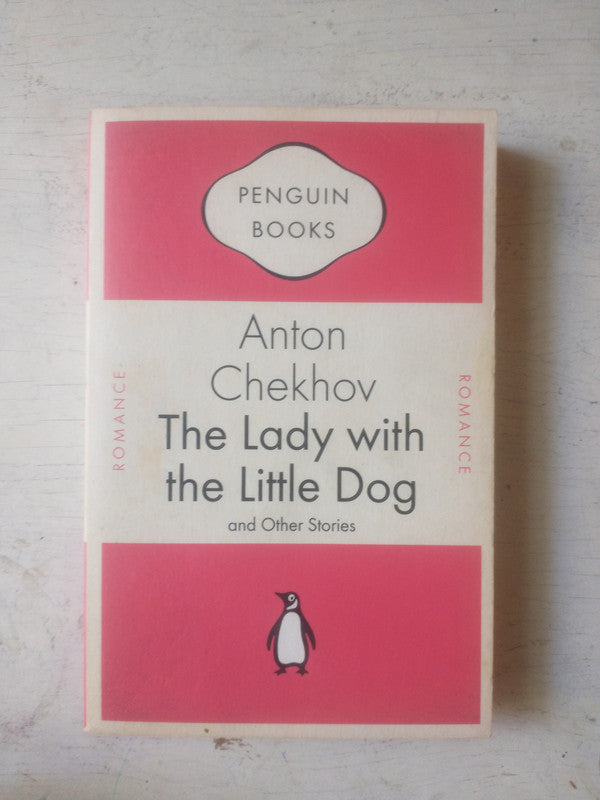 PENGUIN
BOOKS
Anton
Chekhov
The Lady with
the Little Dog
and Other Stories
ROMANCE
ROMANCE